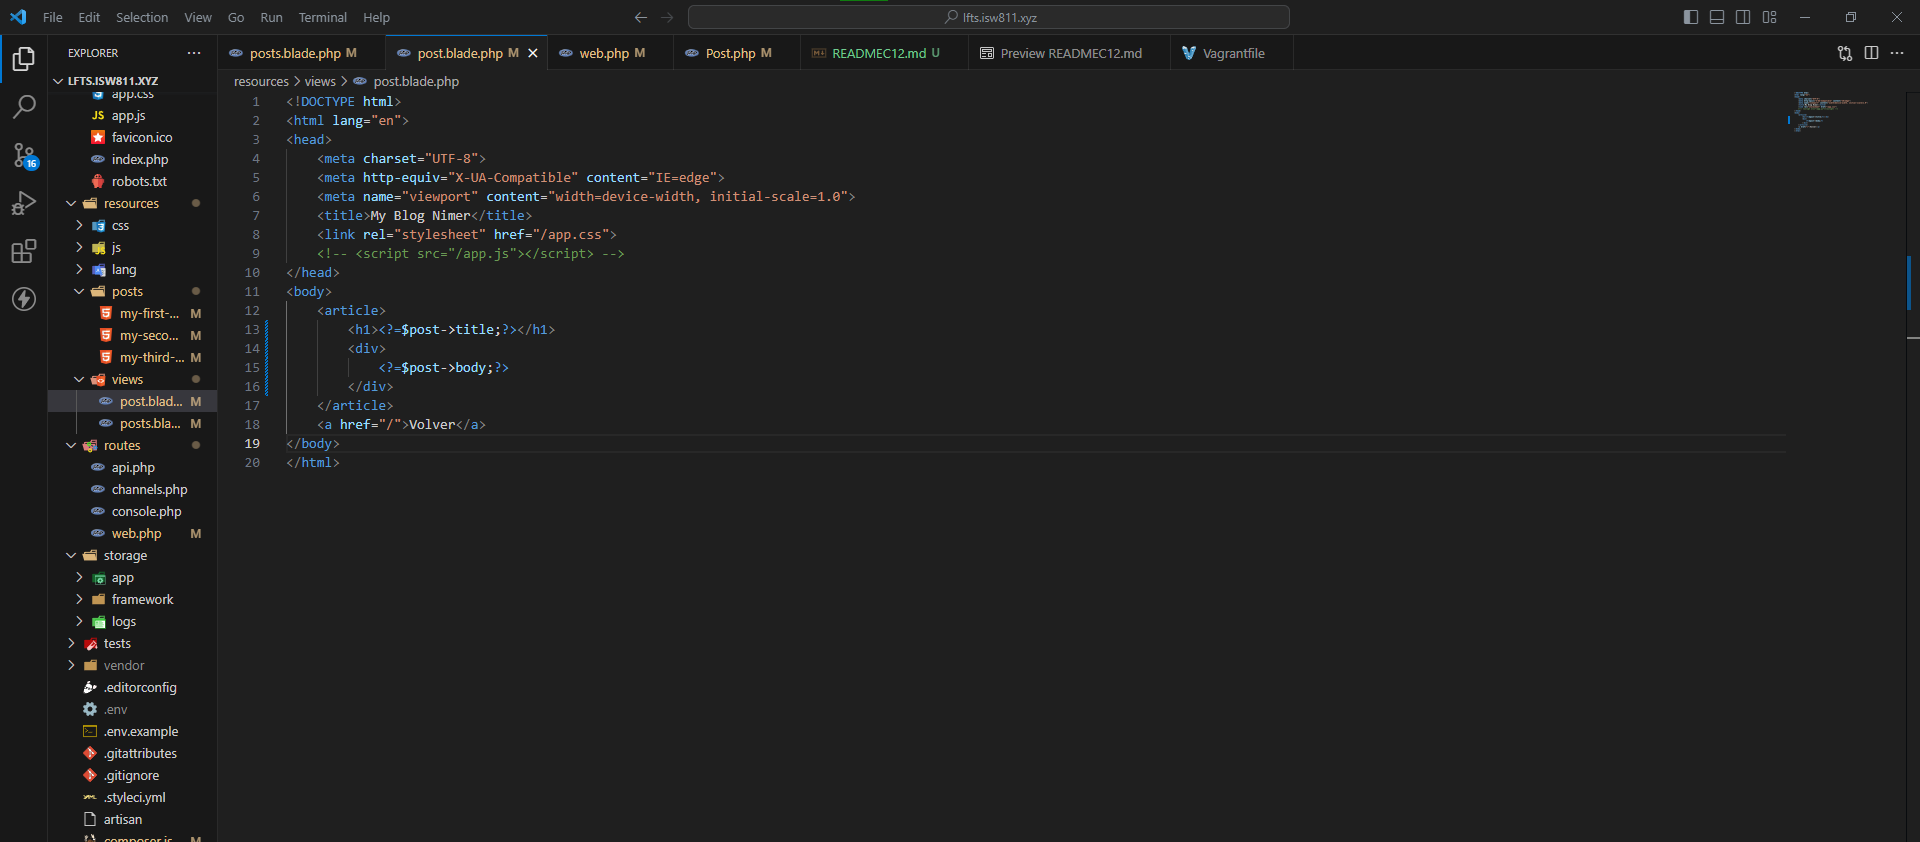 File Edit Selection View Go Run Terminal Help
lfts.isw811.xyz
EXPLORER
posts.blade.php M
post.blade.php M
web.php M
Post.php M
READMEC12.md U
Preview READMEC12.md
Vagrantfile
LFTS.ISW811.XYZ
resources > views > post.blade.php
app.css
JS app.js
favicon.ico
index.php
robots.txt
resources
css
js
lang
posts
my-first-... M
my-seco... M
my-third-... M
views
post.blad... M
posts.bla... M
routes
api.php
channels.php
console.php
web.php M
storage
app
framework
logs
tests
vendor
.editorconfig
.env
.env.example
.gitattributes
.gitignore
.styleci.yml
artisan
composer.js M
16
1 <!DOCTYPE html>
2 <html lang="en">
3 <head>
4 <meta charset="UTF-8">
5 <meta http-equiv="X-UA-Compatible" content="IE=edge">
6 <meta name="viewport" content="width=device-width, initial-scale=1.0">
7 <title>My Blog Nimer</title>
8 <link rel="stylesheet" href="/app.css">
9 <!-- <script src="/app.js"></script> -->
10 </head>
11 <body>
12 <article>
13 <h1><?=$post->title;?></h1>
14 <div>
15 <?=$post->body;?>
16 </div>
17 </article>
18 <a href="/">Volver</a>
19 </body>
20 </html>